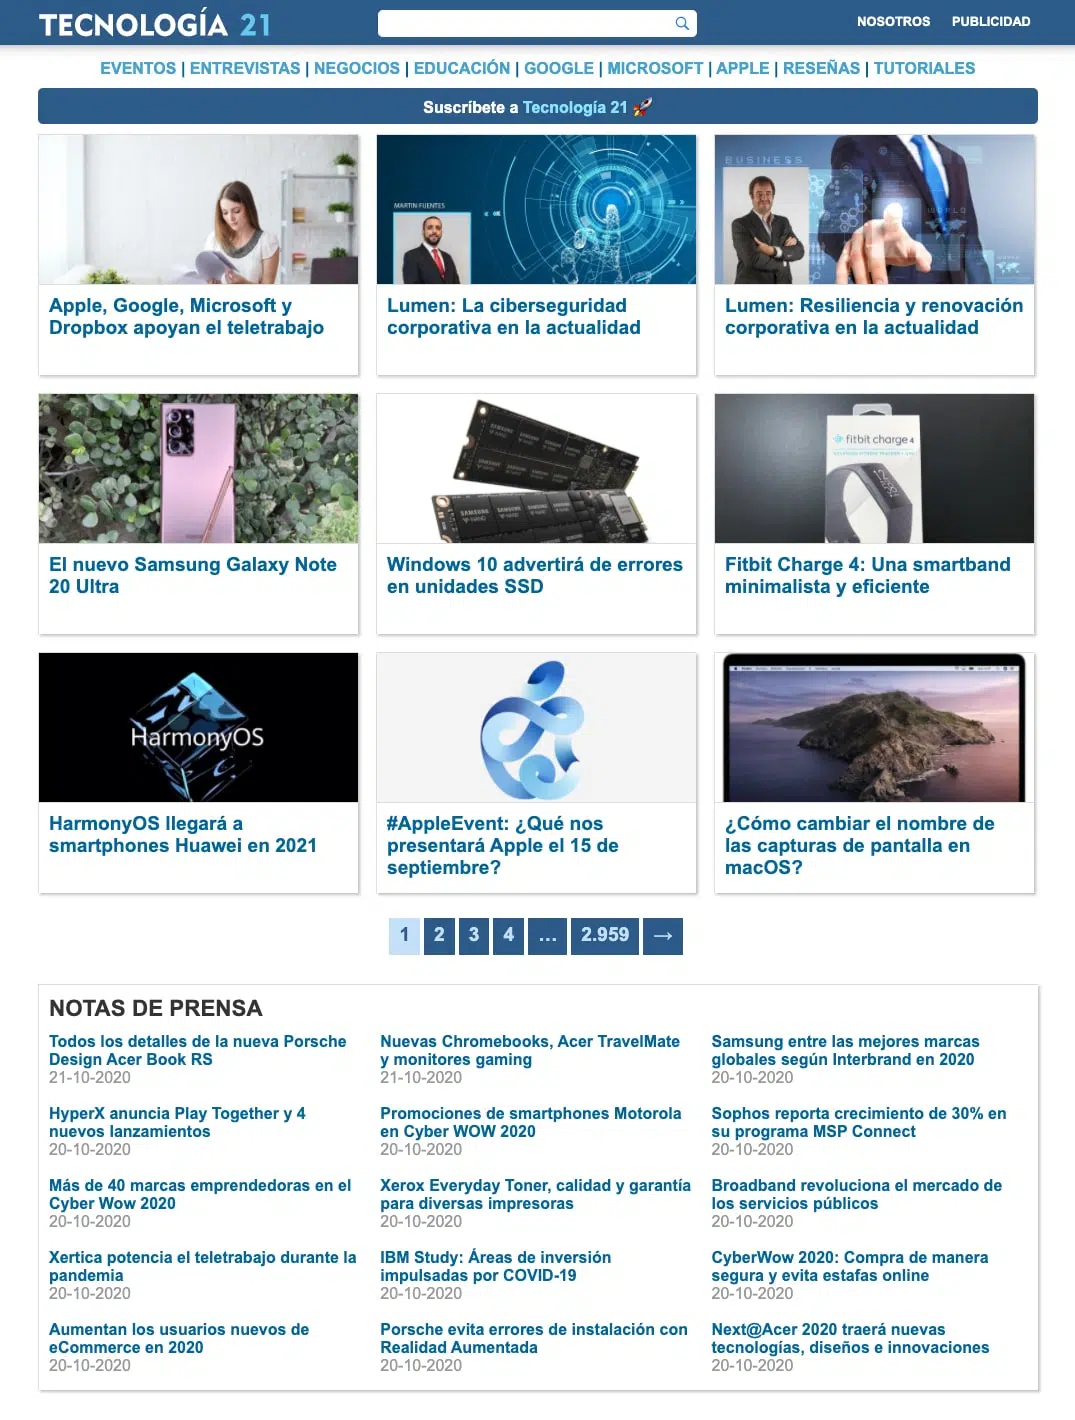 TECNOLOGÍA 21
NOSOTROS PUBLICIDAD
EVENTOS | ENTREVISTAS | NEGOCIOS | EDUCACIÓN | GOOGLE | MICROSOFT | APPLE | RESEÑAS | TUTORIALES
Suscríbete a Tecnología 21 🚀
MARTIN FUENTES
BUSINESS
WORLD
Apple, Google, Microsoft y
Dropbox apoyan el teletrabajo
Lumen: La ciberseguridad
corporativa en la actualidad
Lumen: Resiliencia y renovación
corporativa en la actualidad
SAMSUNG
V-NAND
SAMSUNG
V-NAND
fitbit charge 4
El nuevo Samsung Galaxy Note
20 Ultra
Windows 10 advertirá de errores
en unidades SSD
Fitbit Charge 4: Una smartband
minimalista y eficiente
HarmonyOS
HarmonyOS llegará a
smartphones Huawei en 2021
#AppleEvent: ¿Qué nos
presentará Apple el 15 de
septiembre?
¿Cómo cambiar el nombre de
las capturas de pantalla en
macOS?
1 2 3 4 … 2.959 →
NOTAS DE PRENSA
Todos los detalles de la nueva Porsche
Design Acer Book RS
21-10-2020
Nuevas Chromebooks, Acer TravelMate
y monitores gaming
21-10-2020
Samsung entre las mejores marcas
globales según Interbrand en 2020
20-10-2020
HyperX anuncia Play Together y 4
nuevos lanzamientos
20-10-2020
Promociones de smartphones Motorola
en Cyber WOW 2020
20-10-2020
Sophos reporta crecimiento de 30% en
su programa MSP Connect
20-10-2020
Más de 40 marcas emprendedoras en el
Cyber Wow 2020
20-10-2020
Xerox Everyday Toner, calidad y garantía
para diversas impresoras
20-10-2020
Broadband revoluciona el mercado de
los servicios públicos
20-10-2020
Xertica potencia el teletrabajo durante la
pandemia
20-10-2020
IBM Study: Áreas de inversión
impulsadas por COVID-19
20-10-2020
CyberWow 2020: Compra de manera
segura y evita estafas online
20-10-2020
Aumentan los usuarios nuevos de
eCommerce en 2020
20-10-2020
Porsche evita errores de instalación con
Realidad Aumentada
20-10-2020
Next@Acer 2020 traerá nuevas
tecnologías, diseños e innovaciones
20-10-2020